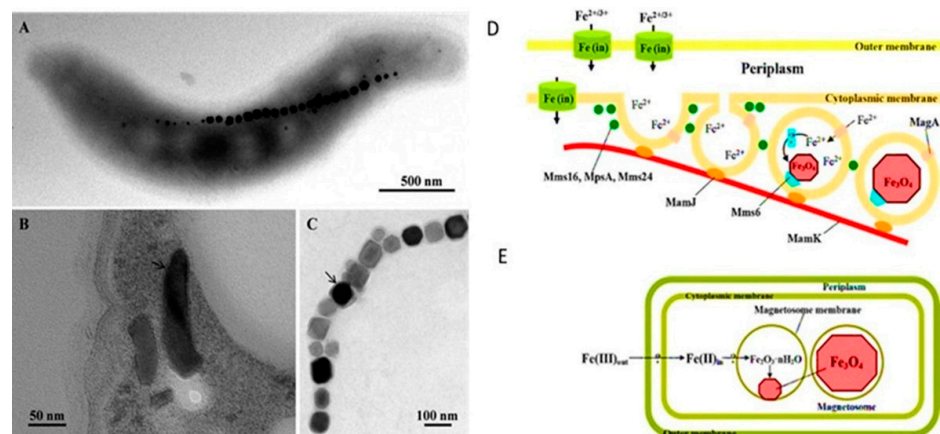 A
500 nm
B
50 nm
C
100 nm
D
Fe2+/3+
Fe2+/3+
Fe(in)
Fe(in)
Outer membrane
Periplasm
Fe(in)
Cytoplasmic membrane
Fe2+
Fe2+
Fe2+
Fe2+
Fe2+
Fe2+
Fe2+
MagA
Fe3O4
Fe3O4
Mms16, MpsA, Mms24
MamJ
Mms6
MamK
E
Periplasm
Cytoplasmic membrane
Magnetosome membrane
Fe(III)out
Fe(II)in
Fe2O3·nH2O
Fe3O4
Magnetosome
Outer membrane